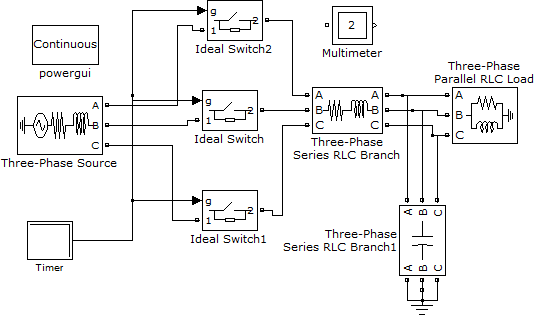 g
1
2
Ideal Switch2
Continuous
powergui
2
Multimeter
Three-Phase
Parallel RLC Load
A
B
C
Three-Phase Source
g
1
2
Ideal Switch
A
B
C
A
B
C
Three-Phase
Series RLC Branch
A
B
C
g
1
2
Ideal Switch1
Timer
Three-Phase
Series RLC Branch1
A
B
C
A
B
C